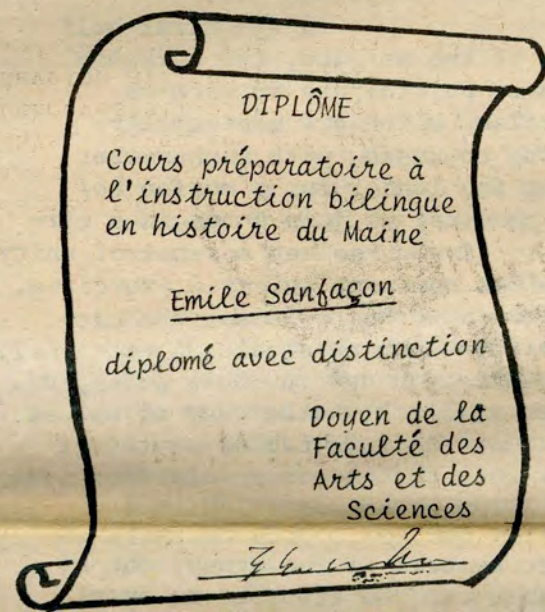 DIPLÔME
Cours préparatoire à
l'instruction bilingue
en histoire du Maine
Emile Sanfaçon
diplomé avec distinction
Doyen de la
Faculté des
Arts et des
Sciences